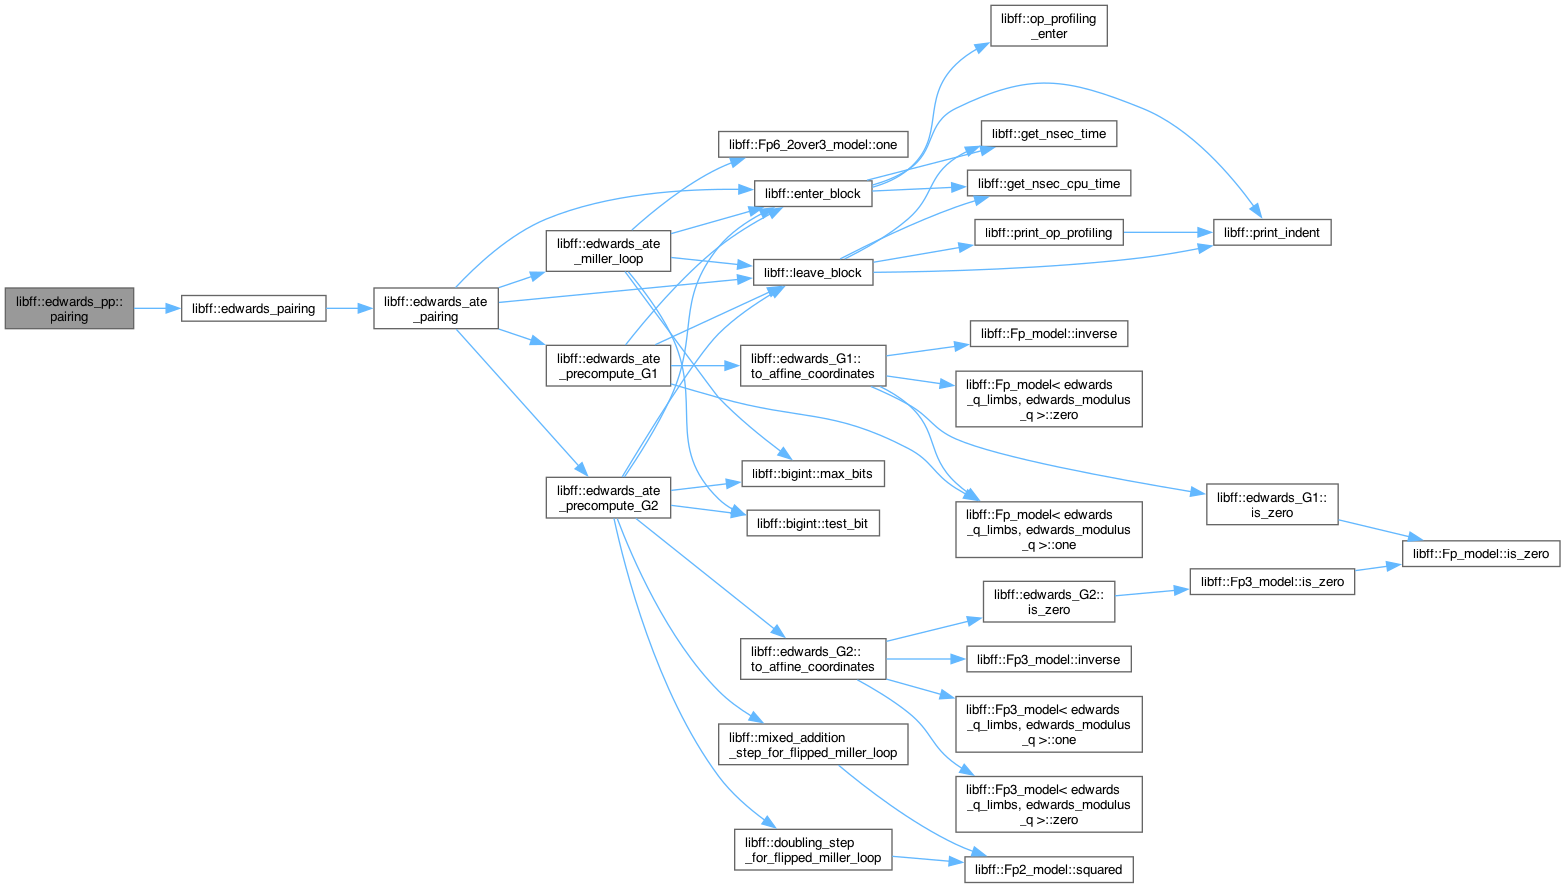 libff::edwards_pp::
pairing
libff::edwards_pairing
libff::edwards_ate
_pairing
libff::edwards_ate
_miller_loop
libff::edwards_ate
_precompute_G1
libff::edwards_ate
_precompute_G2
libff::Fp6_2over3_model::one
libff::enter_block
libff::leave_block
libff::edwards_G1::
to_affine_coordinates
libff::bigint::max_bits
libff::bigint::test_bit
libff::edwards_G2::
to_affine_coordinates
libff::mixed_addition
_step_for_flipped_miller_loop
libff::doubling_step
_for_flipped_miller_loop
libff::op_profiling
_enter
libff::get_nsec_time
libff::get_nsec_cpu_time
libff::print_op_profiling
libff::Fp_model::inverse
libff::Fp_model< edwards
_q_limbs, edwards_modulus
_q >::zero
libff::Fp_model< edwards
_q_limbs, edwards_modulus
_q >::one
libff::edwards_G2::
is_zero
libff::Fp3_model::inverse
libff::Fp3_model< edwards
_q_limbs, edwards_modulus
_q >::one
libff::Fp3_model< edwards
_q_limbs, edwards_modulus
_q >::zero
libff::Fp2_model::squared
libff::print_indent
libff::edwards_G1::
is_zero
libff::Fp3_model::is_zero
libff::Fp_model::is_zero